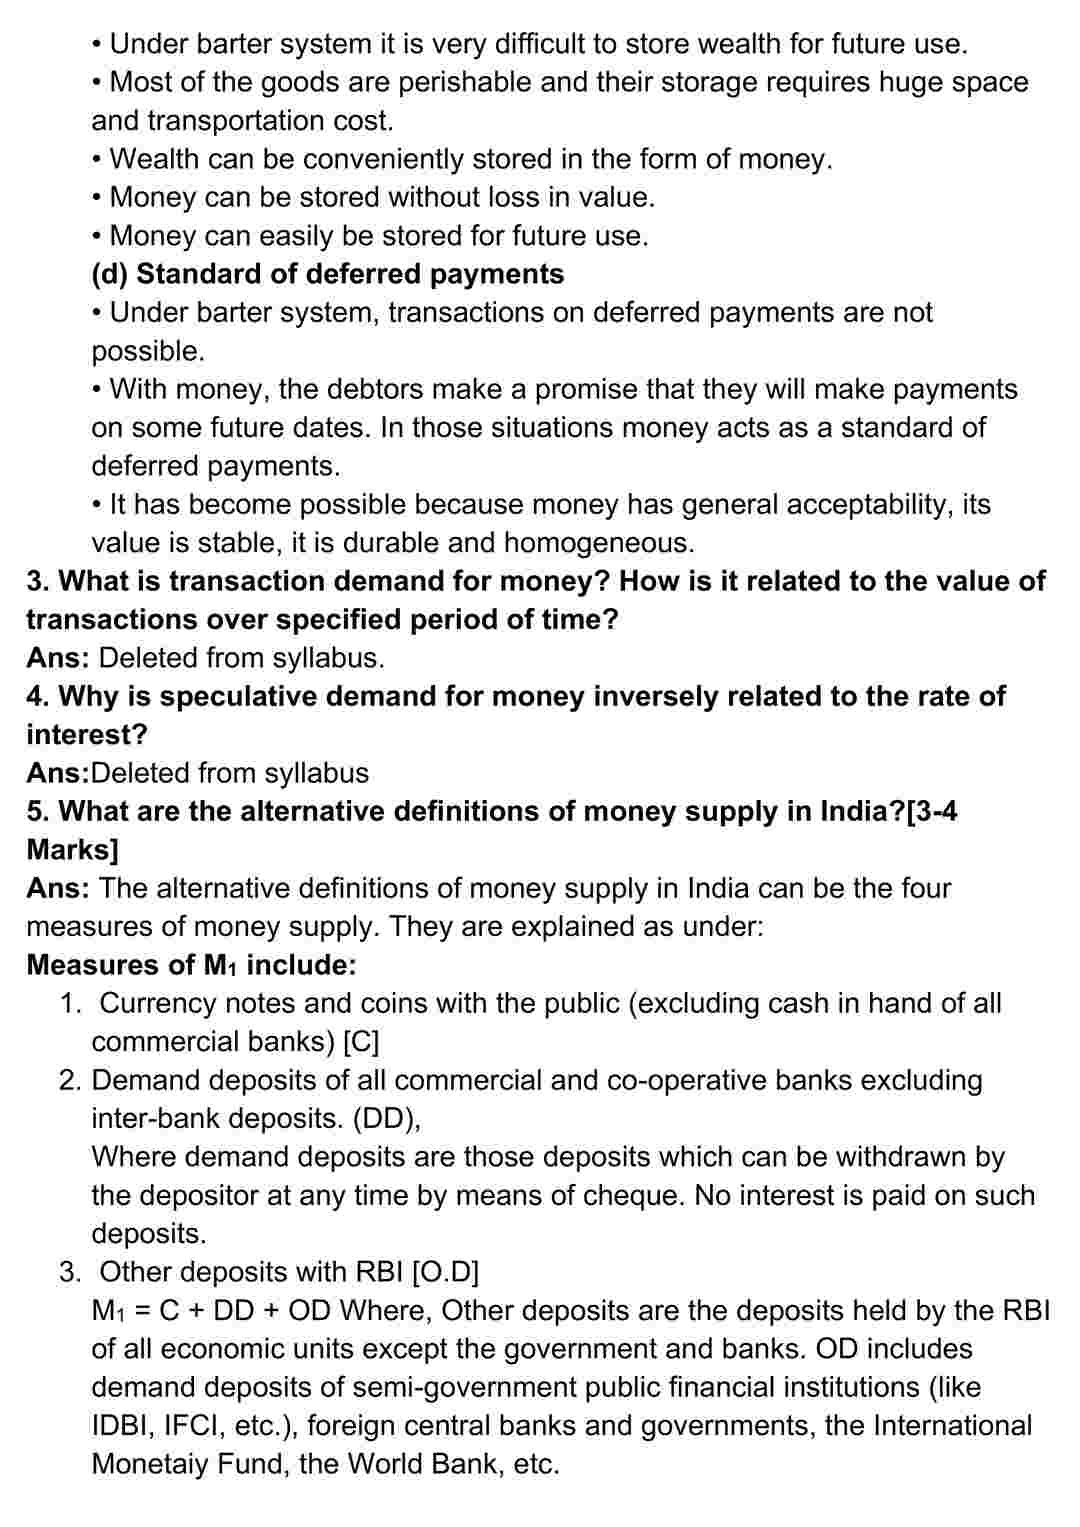 • Under barter system it is very difficult to store wealth for future use.
• Most of the goods are perishable and their storage requires huge space
and transportation cost.
• Wealth can be conveniently stored in the form of money.
• Money can be stored without loss in value.
• Money can easily be stored for future use.
(d) Standard of deferred payments
• Under barter system, transactions on deferred payments are not
possible.
• With money, the debtors make a promise that they will make payments
on some future dates. In those situations money acts as a standard of
deferred payments.
• It has become possible because money has general acceptability, its
value is stable, it is durable and homogeneous.
3. What is transaction demand for money? How is it related to the value of
transactions over specified period of time?
Ans: Deleted from syllabus.
4. Why is speculative demand for money inversely related to the rate of
interest?
Ans:Deleted from syllabus
5. What are the alternative definitions of money supply in India?[3-4
Marks]
Ans: The alternative definitions of money supply in India can be the four
measures of money supply. They are explained as under:
Measures of M₁ include:
1. Currency notes and coins with the public (excluding cash in hand of all
commercial banks) [C]
2. Demand deposits of all commercial and co-operative banks excluding
inter-bank deposits. (DD),
Where demand deposits are those deposits which can be withdrawn by
the depositor at any time by means of cheque. No interest is paid on such
deposits.
3. Other deposits with RBI [O.D]
M₁ = C + DD + OD Where, Other deposits are the deposits held by the RBI
of all economic units except the government and banks. OD includes
demand deposits of semi-government public financial institutions (like
IDBI, IFCI, etc.), foreign central banks and governments, the International
Monetaiy Fund, the World Bank, etc.